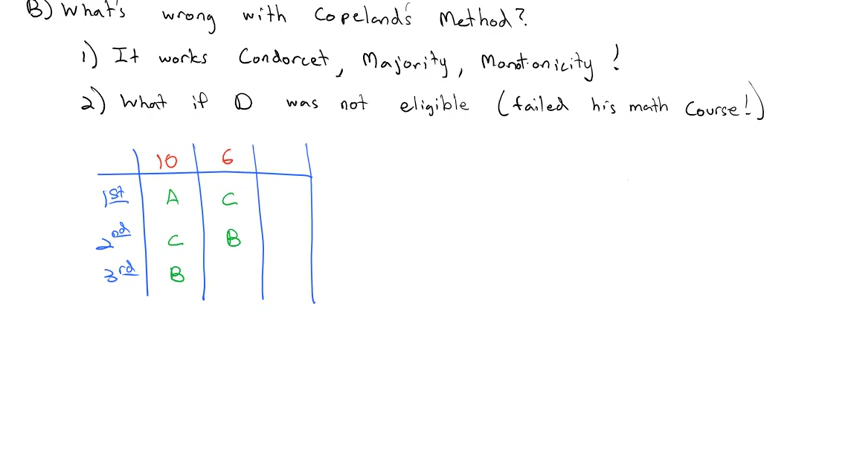 B) What's wrong with Copeland's Method?
1) It works Condorcet, Majority, Monotonicity!
2) What if D was not eligible (failed his math course!)
10 6
1st A C
2nd C B
3rd B